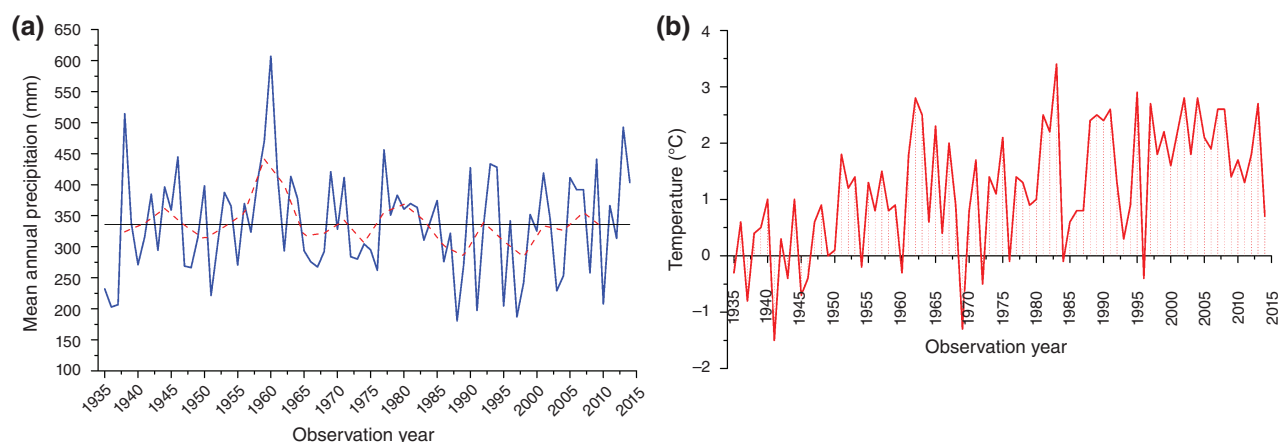 (a)
650
600
550
500
450
400
350
300
250
200
150
100
Mean annual precipitaion (mm)
1935 1940 1945 1950 1955 1960 1965 1970 1975 1980 1985 1990 1995 2000 2005 2010 2015
Observation year
(b)
4
3
2
1
0
−1
−2
Temperature (°C)
1935 1940 1945 1950 1955 1960 1965 1970 1975 1980 1985 1990 1995 2000 2005 2010 2015
Observation year